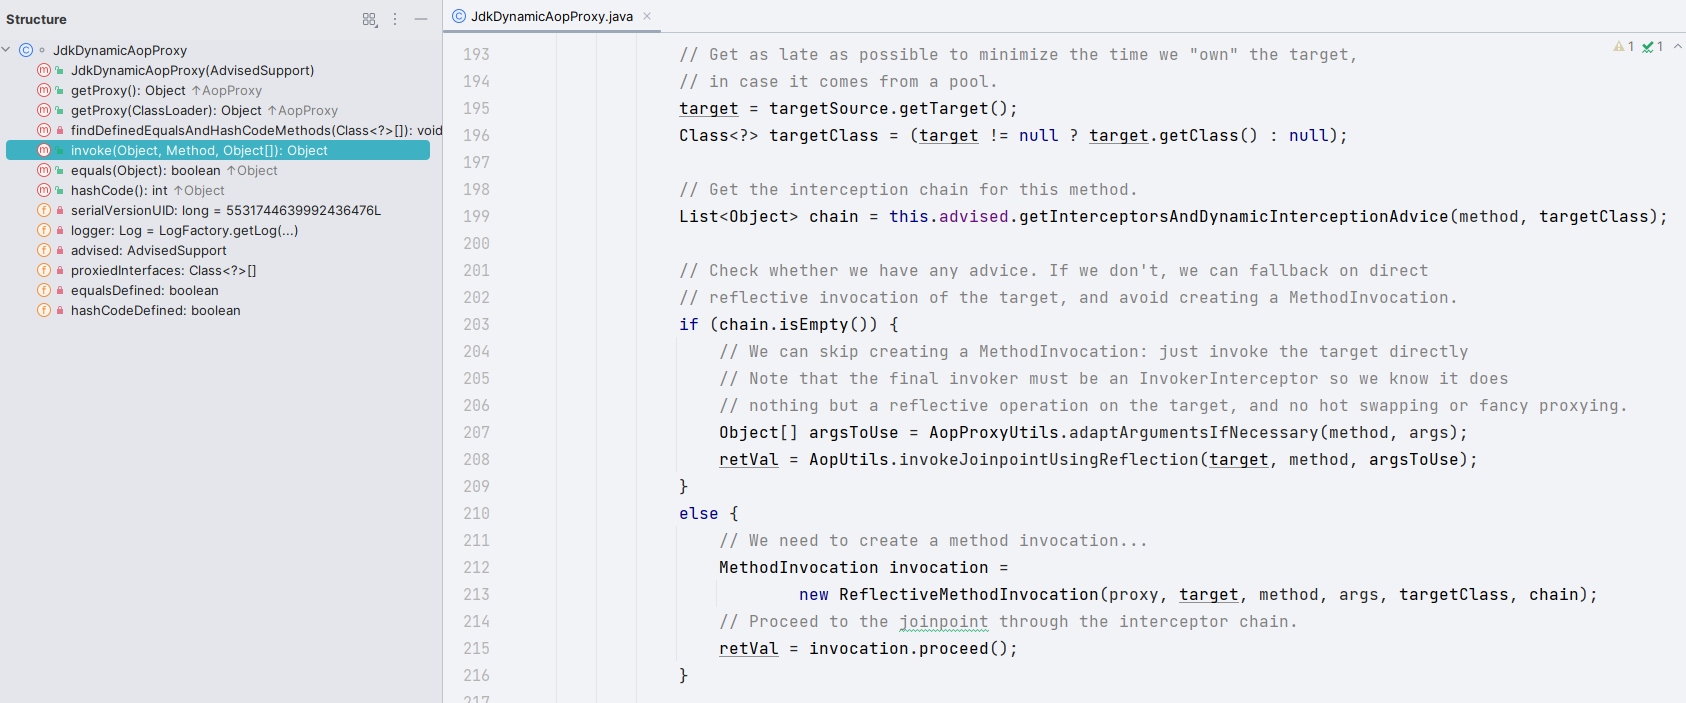 Structure
JdkDynamicAopProxy
JdkDynamicAopProxy(AdvisedSupport)
getProxy(): Object ↑AopProxy
getProxy(ClassLoader): Object ↑AopProxy
findDefinedEqualsAndHashCodeMethods(Class<?>[]): void
invoke(Object, Method, Object[]): Object
equals(Object): boolean ↑Object
hashCode(): int ↑Object
serialVersionUID: long = 5531744639992436476L
logger: Log = LogFactory.getLog(...)
advised: AdvisedSupport
proxiedInterfaces: Class<?>[]
equalsDefined: boolean
hashCodeDefined: boolean
JdkDynamicAopProxy.java
1 1
193 // Get as late as possible to minimize the time we "own" the target,
194 // in case it comes from a pool.
195 target = targetSource.getTarget();
196 Class<?> targetClass = (target != null ? target.getClass() : null);
197
198 // Get the interception chain for this method.
199 List<Object> chain = this.advised.getInterceptorsAndDynamicInterceptionAdvice(method, targetClass);
200
201 // Check whether we have any advice. If we don't, we can fallback on direct
202 // reflective invocation of the target, and avoid creating a MethodInvocation.
203 if (chain.isEmpty()) {
204 // We can skip creating a MethodInvocation: just invoke the target directly
205 // Note that the final invoker must be an InvokerInterceptor so we know it does
206 // nothing but a reflective operation on the target, and no hot swapping or fancy proxying.
207 Object[] argsToUse = AopProxyUtils.adaptArgumentsIfNecessary(method, args);
208 retVal = AopUtils.invokeJoinpointUsingReflection(target, method, argsToUse);
209 }
210 else {
211 // We need to create a method invocation...
212 MethodInvocation invocation =
213 new ReflectiveMethodInvocation(proxy, target, method, args, targetClass, chain);
214 // Proceed to the joinpoint through the interceptor chain.
215 retVal = invocation.proceed();
216 }
217